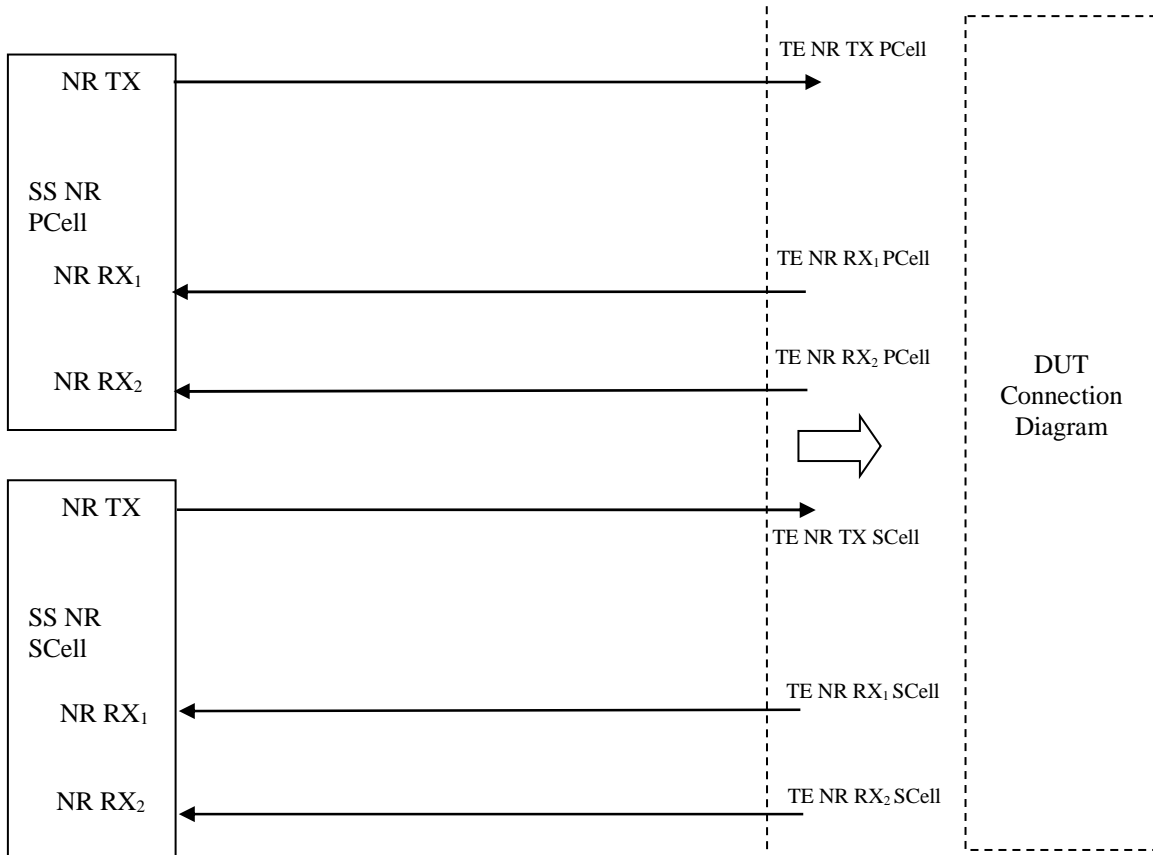 TE NR TX PCell
NR TX
SS NR
PCell
TE NR RX₁ PCell
NR RX₁
TE NR RX₂ PCell
NR RX₂
DUT
Connection
Diagram
NR TX
TE NR TX SCell
SS NR
SCell
TE NR RX₁ SCell
NR RX₁
TE NR RX₂ SCell
NR RX₂